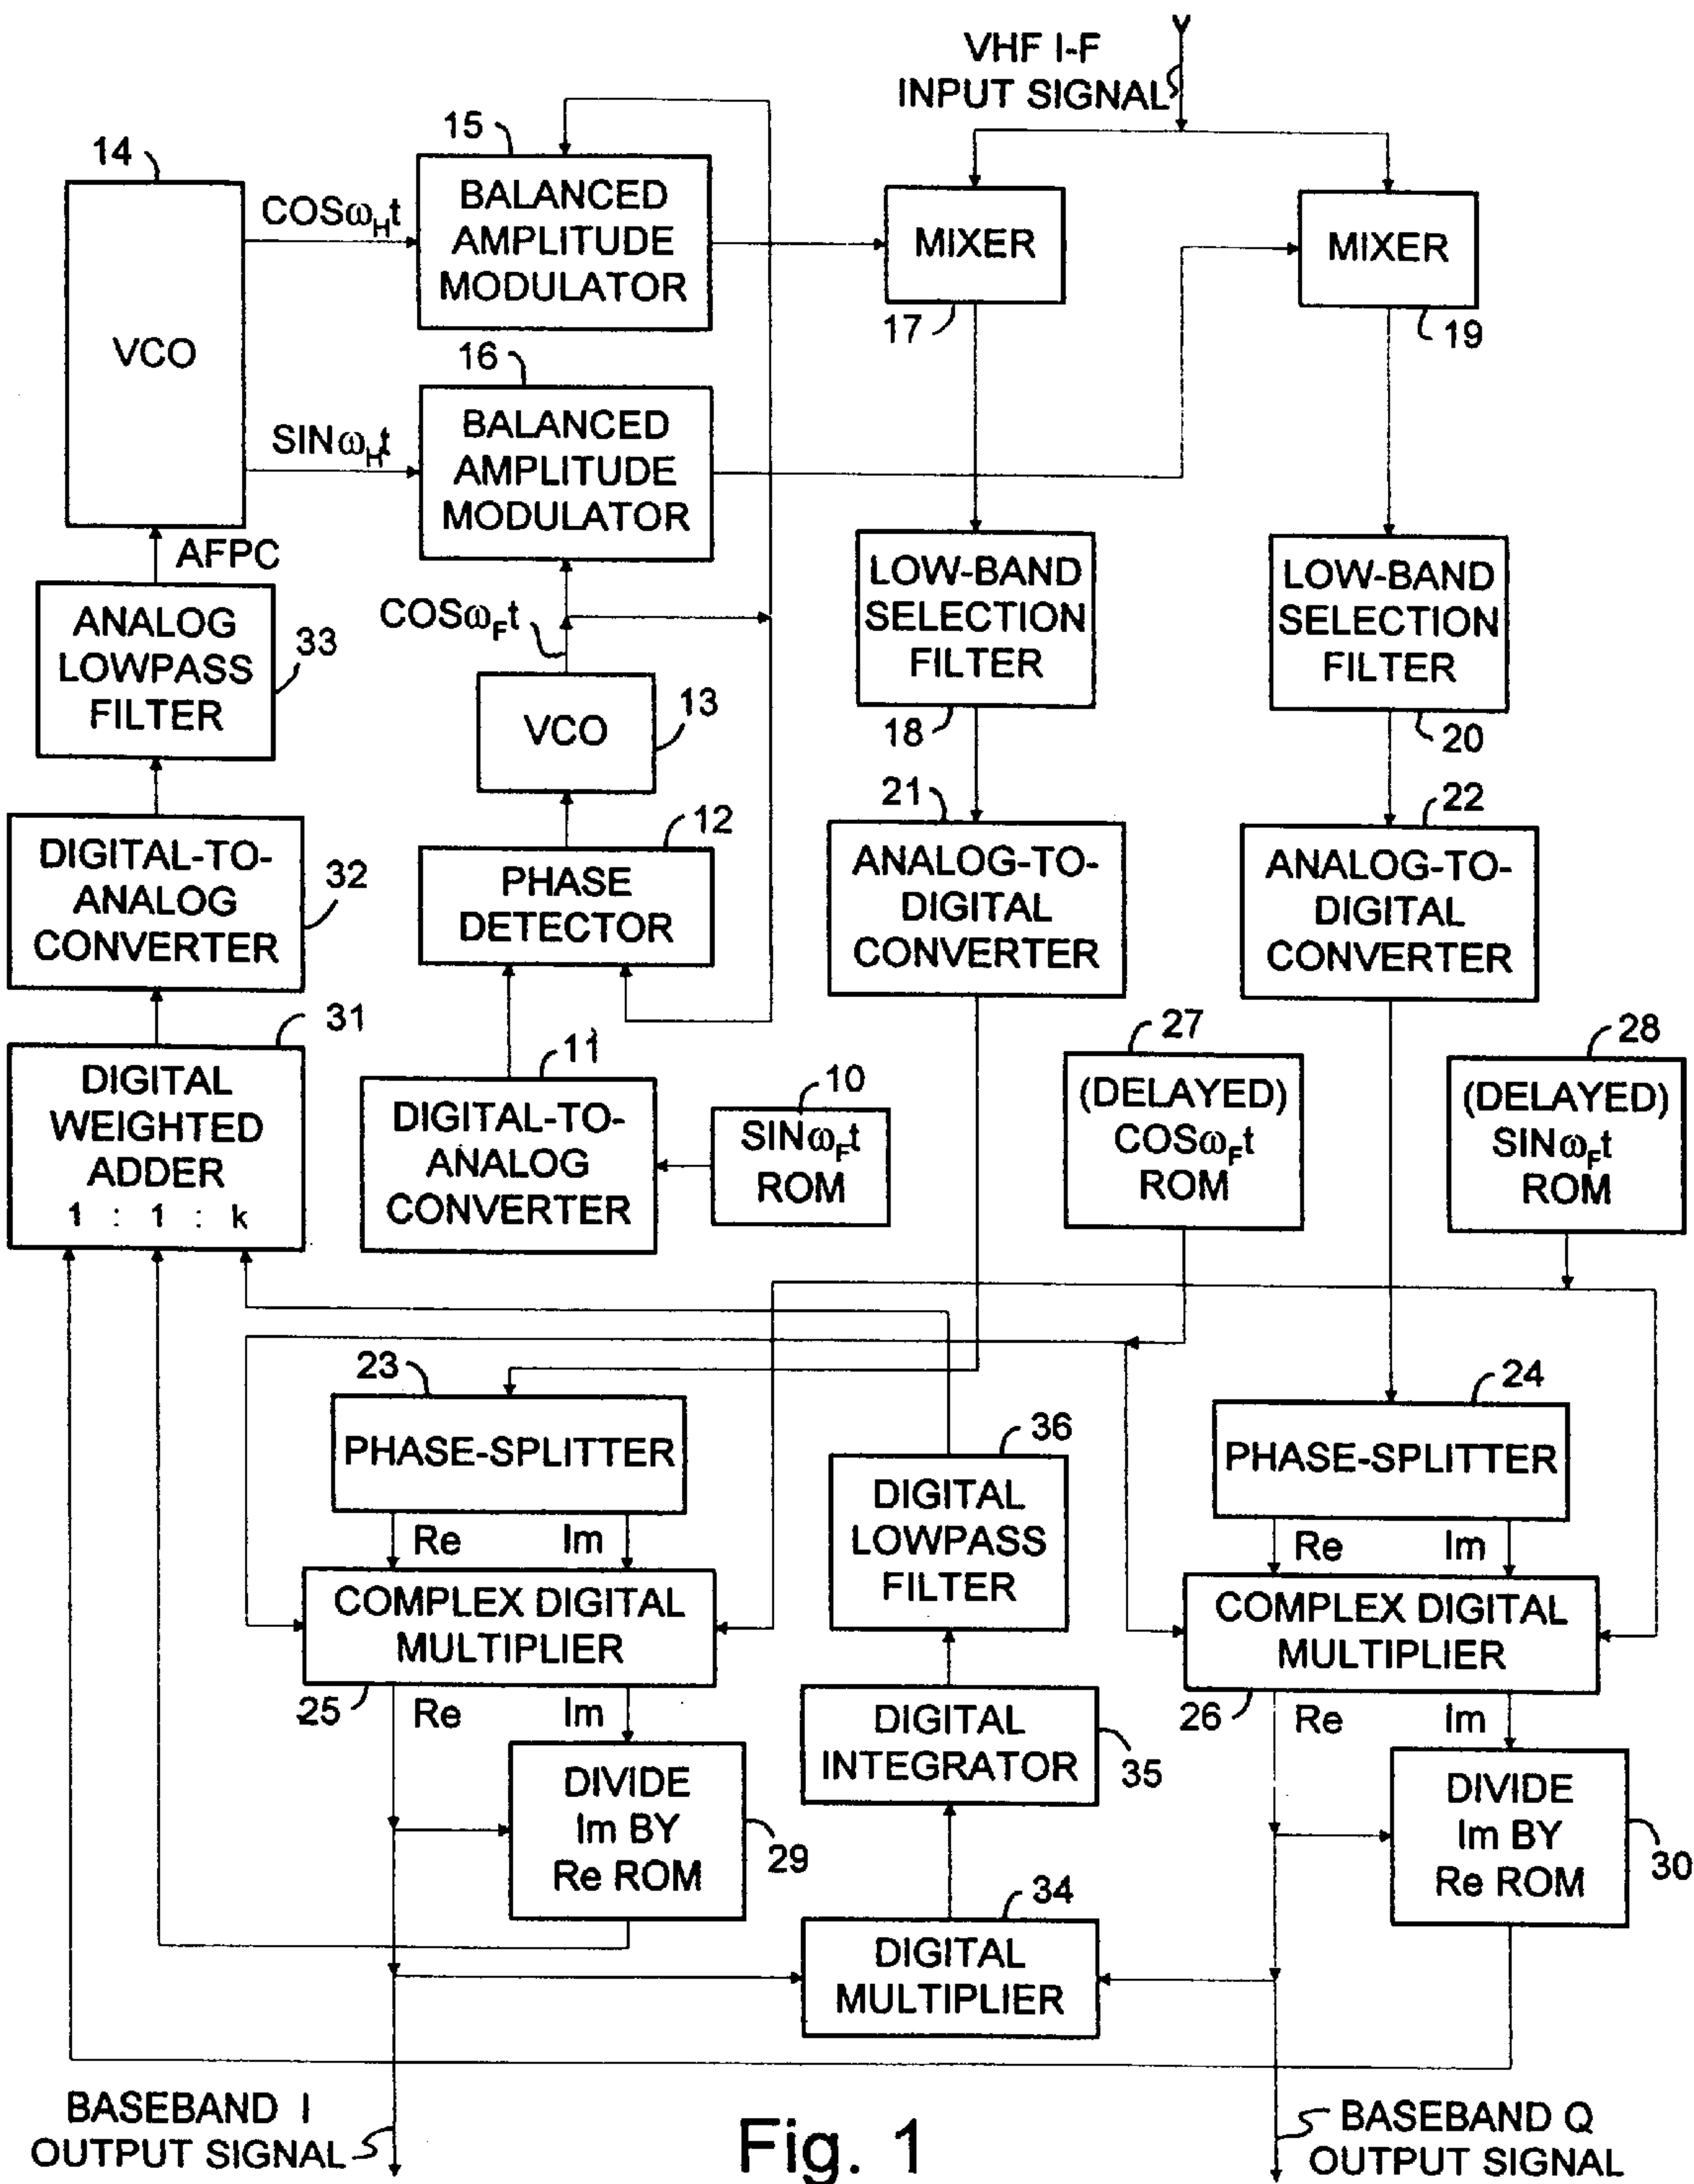 VHF I-F
INPUT SIGNAL
15
14
COSω_H t
BALANCED
AMPLITUDE
MODULATOR
MIXER
MIXER
17
19
VCO
16
SINω_H t
BALANCED
AMPLITUDE
MODULATOR
AFPC
ANALOG
LOWPASS
FILTER
33
COSω_F t
LOW-BAND
SELECTION
FILTER
18
LOW-BAND
SELECTION
FILTER
20
VCO
13
21
22
12
DIGITAL-TO-
ANALOG
CONVERTER
32
PHASE
DETECTOR
ANALOG-TO-
DIGITAL
CONVERTER
ANALOG-TO-
DIGITAL
CONVERTER
31
11
10
27
28
DIGITAL
WEIGHTED
ADDER
1 : 1 : k
DIGITAL-TO-
ANALOG
CONVERTER
SINω_F t
ROM
(DELAYED)
COSω_F t
ROM
(DELAYED)
SINω_F t
ROM
23
24
PHASE-SPLITTER
36
PHASE-SPLITTER
Re Im
DIGITAL
LOWPASS
FILTER
Re Im
COMPLEX DIGITAL
MULTIPLIER
COMPLEX DIGITAL
MULTIPLIER
25 Re Im
DIGITAL
INTEGRATOR
35
26 Re Im
DIVIDE
Im BY
Re ROM
29
DIVIDE
Im BY
Re ROM
30
34
DIGITAL
MULTIPLIER
BASEBAND I
OUTPUT SIGNAL
Fig. 1
BASEBAND Q
OUTPUT SIGNAL